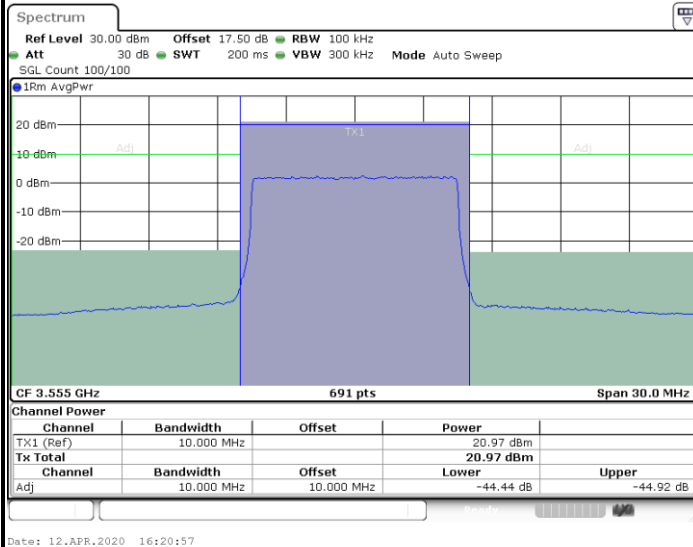 Spectrum
Ref Level 30.00 dBm Offset 17.50 dB RBW 100 kHz
Att 30 dB SWT 200 ms VBW 300 kHz Mode Auto Sweep
SGL Count 100/100
1Rm AvgPwr
20 dBm
TX1
Adj
Adj
10 dBm
0 dBm
-10 dBm
-20 dBm
CF 3.555 GHz 691 pts Span 30.0 MHz
Channel Power
Channel Bandwidth Offset Power
TX1 (Ref) 10.000 MHz 20.97 dBm
Tx Total 20.97 dBm
Channel Bandwidth Offset Lower Upper
Adj 10.000 MHz 10.000 MHz -44.44 dB -44.92 dB
Ready
Date: 12.APR.2020 16:20:57